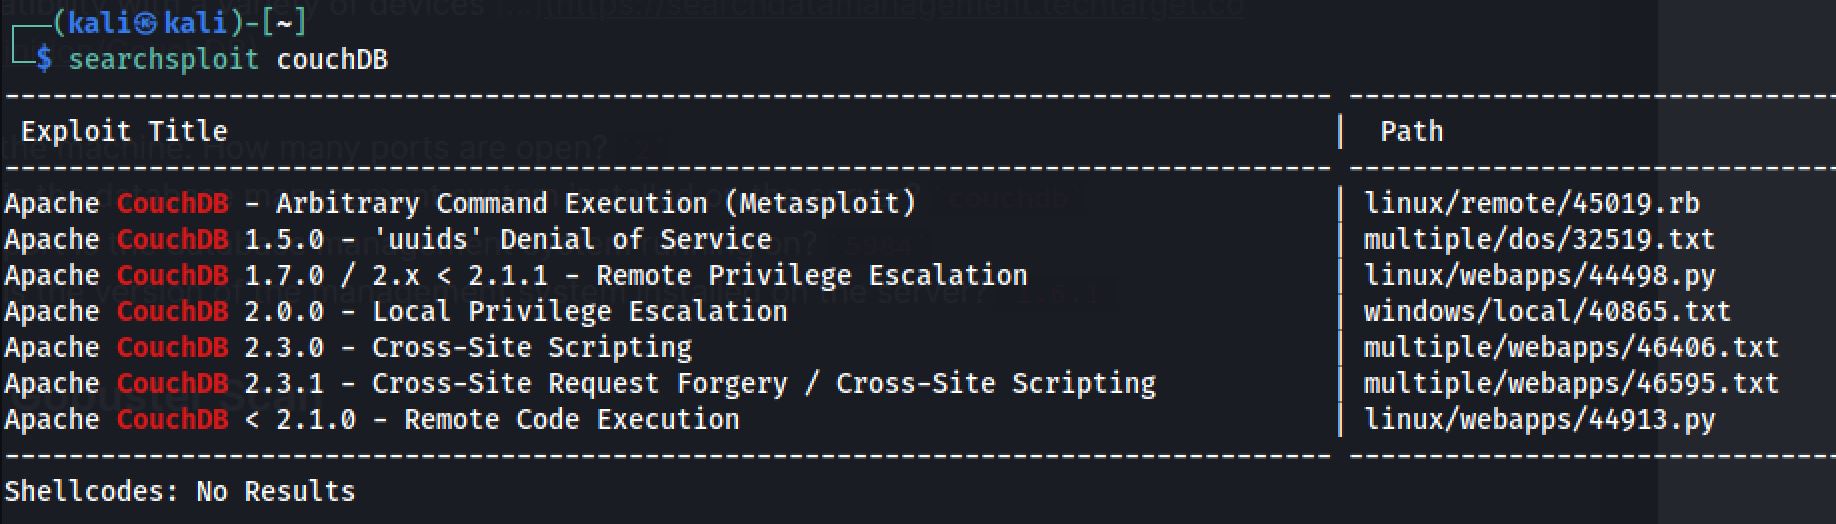 (kali㉿kali)-[~]
$ searchsploit couchDB
Exploit Title | Path
Apache CouchDB - Arbitrary Command Execution (Metasploit) | linux/remote/45019.rb
Apache CouchDB 1.5.0 - 'uuids' Denial of Service | multiple/dos/32519.txt
Apache CouchDB 1.7.0 / 2.x < 2.1.1 - Remote Privilege Escalation | linux/webapps/44498.py
Apache CouchDB 2.0.0 - Local Privilege Escalation | windows/local/40865.txt
Apache CouchDB 2.3.0 - Cross-Site Scripting | multiple/webapps/46406.txt
Apache CouchDB 2.3.1 - Cross-Site Request Forgery / Cross-Site Scripting | multiple/webapps/46595.txt
Apache CouchDB < 2.1.0 - Remote Code Execution | linux/webapps/44913.py
Shellcodes: No Results